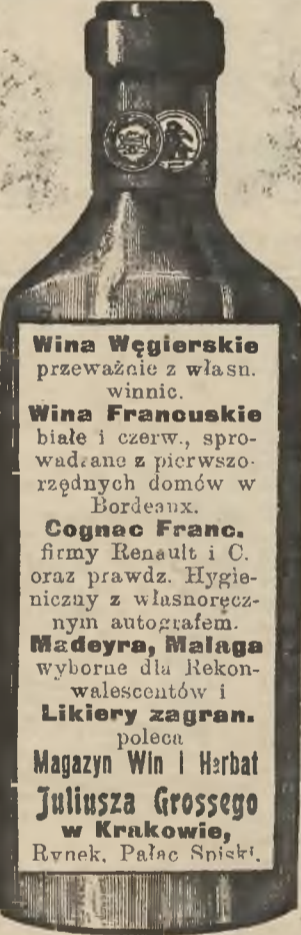 Wina Węgierskie
przeważnie z własn.
winnic.
Wina Francuskie
białe i czerw., spro-
wadzane z pierwszo-
rzędnych domów w
Bordeaux.
Cognac Franc.
firmy Renault i C.
oraz prawdz. Hygie-
niczny z własnoręcz-
nym autografem.
Madeyra, Malaga
wyborne dla Rekon-
walescentów i
Likiery zagran.
poleca
Magazyn Win i Herbat
Juliusza Grossego
w Krakowie,
Rynek, Pałac Spiski.